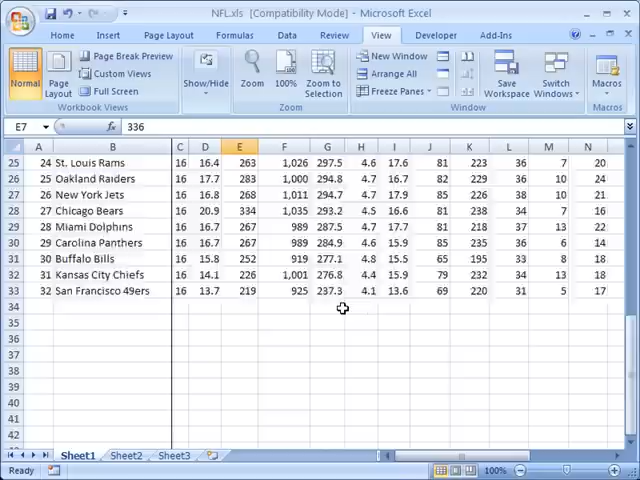 NFL.xls [Compatibility Mode] - Microsoft Excel
Home Insert Page Layout Formulas Data Review View Developer Add-Ins
Normal
Page Layout
Page Break Preview
Custom Views
Full Screen
Workbook Views
Show/Hide
Zoom
100%
Zoom to Selection
Zoom
New Window
Arrange All
Freeze Panes
Save Workspace
Switch Windows
Window
Macros
Macros
E7 fx 336
A B C D E F G H I J K L M N
25 24 St. Louis Rams 16 16.4 263 1,026 297.5 4.6 17.6 81 223 36 7 20
26 25 Oakland Raiders 16 17.7 283 1,000 294.8 4.7 16.7 82 229 36 10 24
27 26 New York Jets 16 16.8 268 1,011 294.7 4.7 17.9 85 226 38 10 21
28 27 Chicago Bears 16 20.9 334 1,035 293.2 4.5 16.6 81 238 34 7 16
29 28 Miami Dolphins 16 16.7 267 989 287.5 4.7 17.7 81 218 37 13 22
30 29 Carolina Panthers 16 16.7 267 989 284.9 4.6 15.9 85 235 36 6 14
31 30 Buffalo Bills 16 15.8 252 919 277.1 4.8 15.5 65 195 33 8 18
32 31 Kansas City Chiefs 16 14.1 226 1,001 276.8 4.4 15.9 79 232 34 13 18
33 32 San Francisco 49ers 16 13.7 219 925 237.3 4.1 13.6 69 220 31 5 17
34
35
36
37
38
39
40
41
42
Sheet1 Sheet2 Sheet3
Ready 100%